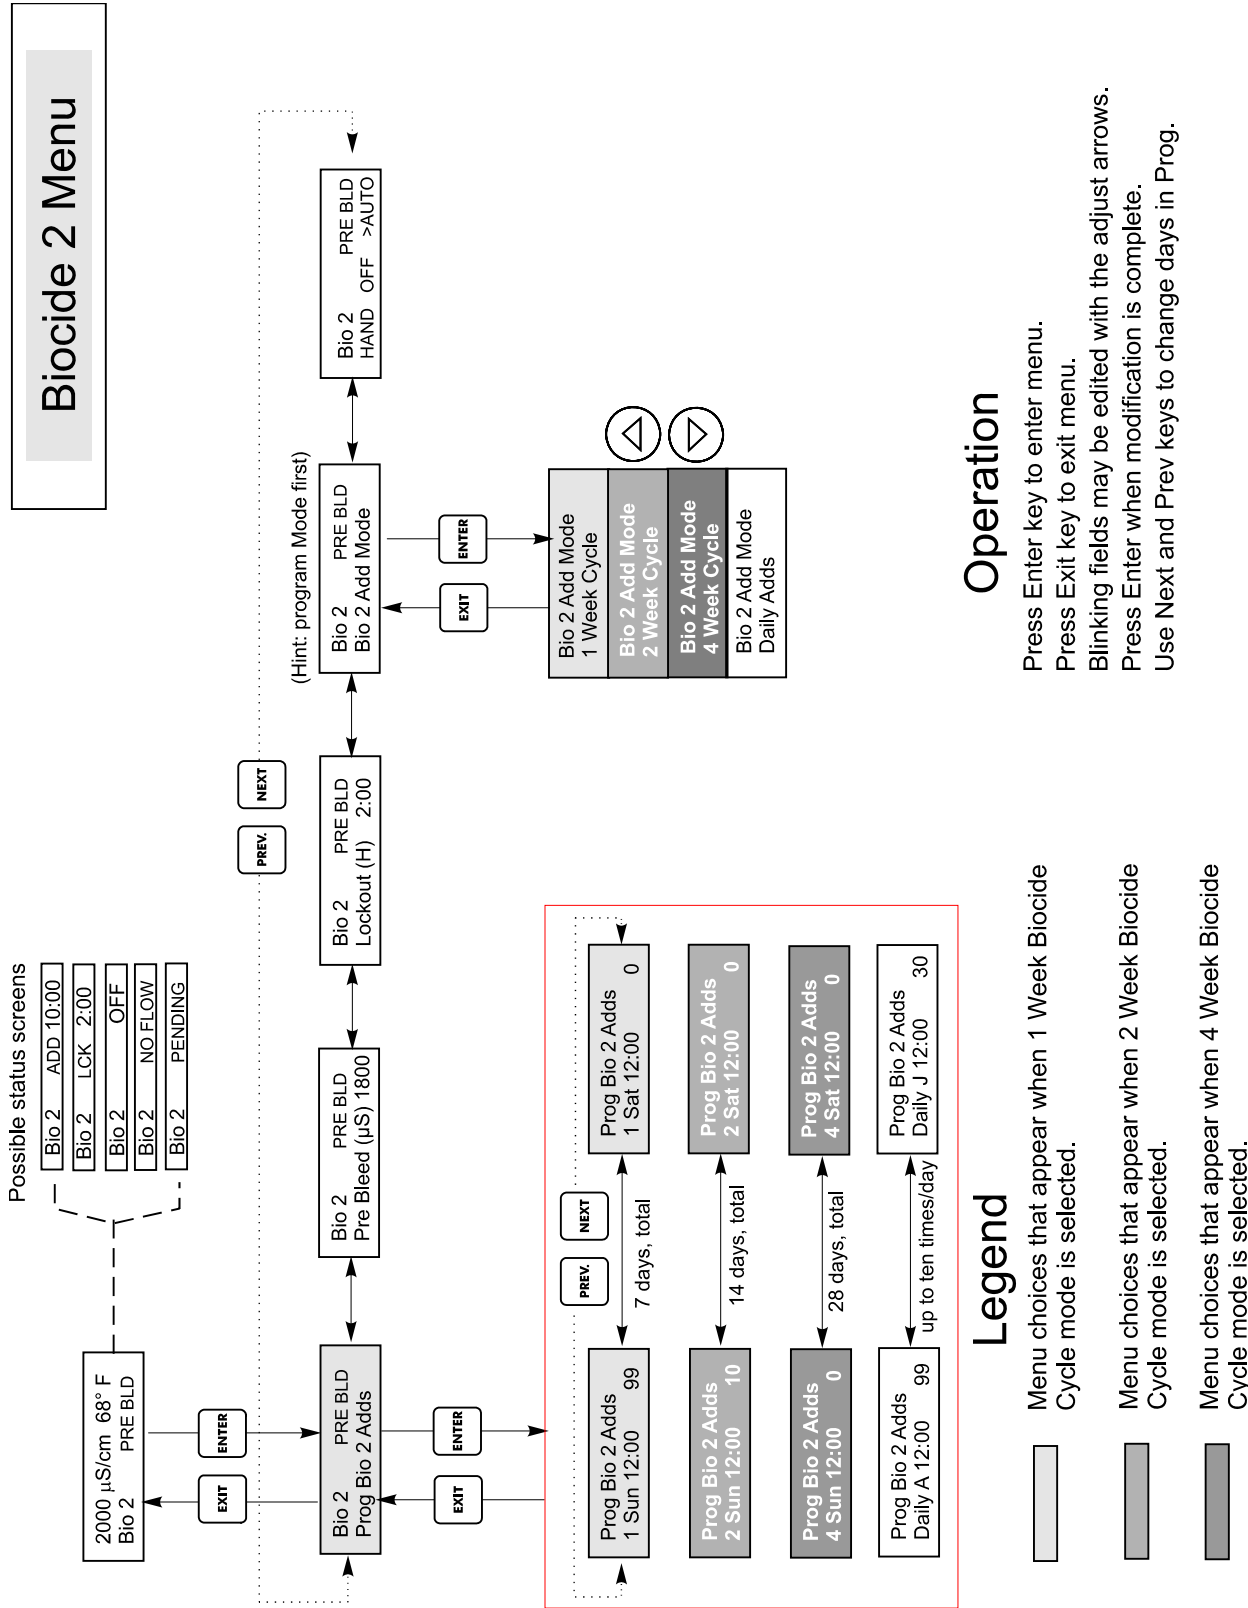 Biocide 2 Menu
Possible status screens
Bio 2 ADD 10:00
Bio 2 LCK 2:00
Bio 2 OFF
Bio 2 NO FLOW
Bio 2 PENDING
2000 µS/cm 68° F
Bio 2 PRE BLD
EXIT
ENTER
PREV.
NEXT
(Hint: program Mode first)
Bio 2 PRE BLD
Prog Bio 2 Adds
Bio 2 PRE BLD
Pre Bleed (µS) 1800
Bio 2 PRE BLD
Lockout (H) 2:00
Bio 2 PRE BLD
Bio 2 Add Mode
Bio 2 PRE BLD
HAND OFF >AUTO
EXIT
ENTER
EXIT
ENTER
Bio 2 Add Mode
1 Week Cycle
Bio 2 Add Mode
2 Week Cycle
Bio 2 Add Mode
4 Week Cycle
Bio 2 Add Mode
Daily Adds
PREV.
NEXT
Prog Bio 2 Adds
1 Sun 12:00 99
7 days, total
Prog Bio 2 Adds
1 Sat 12:00 0
Prog Bio 2 Adds
2 Sun 12:00 10
14 days, total
Prog Bio 2 Adds
2 Sat 12:00 0
Prog Bio 2 Adds
4 Sun 12:00 0
28 days, total
Prog Bio 2 Adds
4 Sat 12:00 0
Prog Bio 2 Adds
Daily A 12:00 99
up to ten times/day
Prog Bio 2 Adds
Daily J 12:00 30
Legend
Menu choices that appear when 1 Week Biocide
Cycle mode is selected.
Menu choices that appear when 2 Week Biocide
Cycle mode is selected.
Menu choices that appear when 4 Week Biocide
Cycle mode is selected.
Operation
Press Enter key to enter menu.
Press Exit key to exit menu.
Blinking fields may be edited with the adjust arrows.
Press Enter when modification is complete.
Use Next and Prev keys to change days in Prog.